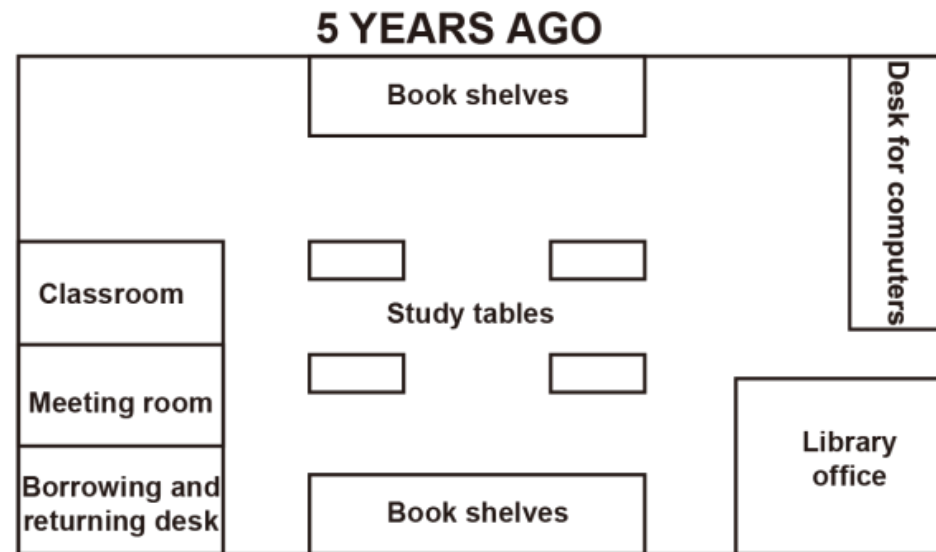 5 YEARS AGO
Book shelves
Desk for computers
Classroom
Study tables
Meeting room
Library
office
Borrowing and
returning desk
Book shelves